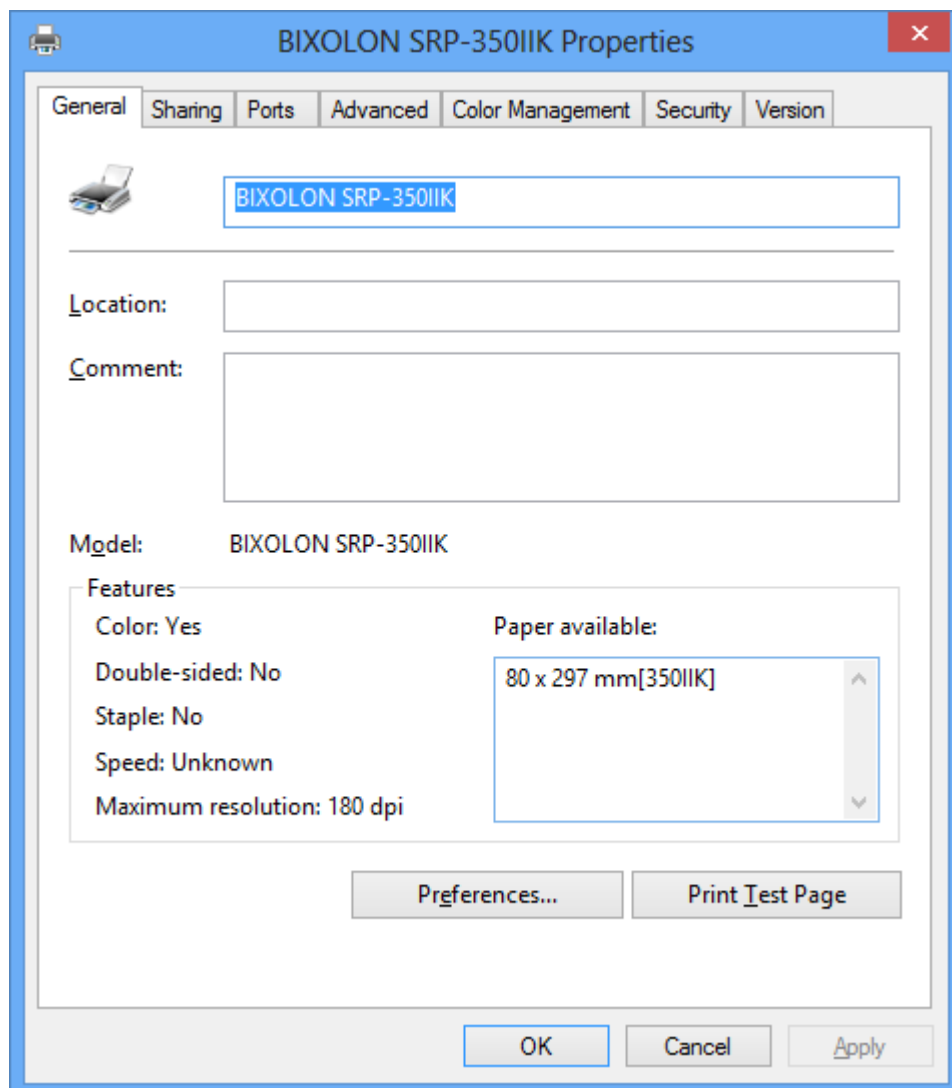 BIXOLON SRP-350IIK Properties
General Sharing Ports Advanced Color Management Security Version
BIXOLON SRP-350IIK
Location:
Comment:
Model: BIXOLON SRP-350IIK
Features
Color: Yes
Double-sided: No
Staple: No
Speed: Unknown
Maximum resolution: 180 dpi
Paper available:
80 x 297 mm[350IIK]
Preferences... Print Test Page
OK Cancel Apply